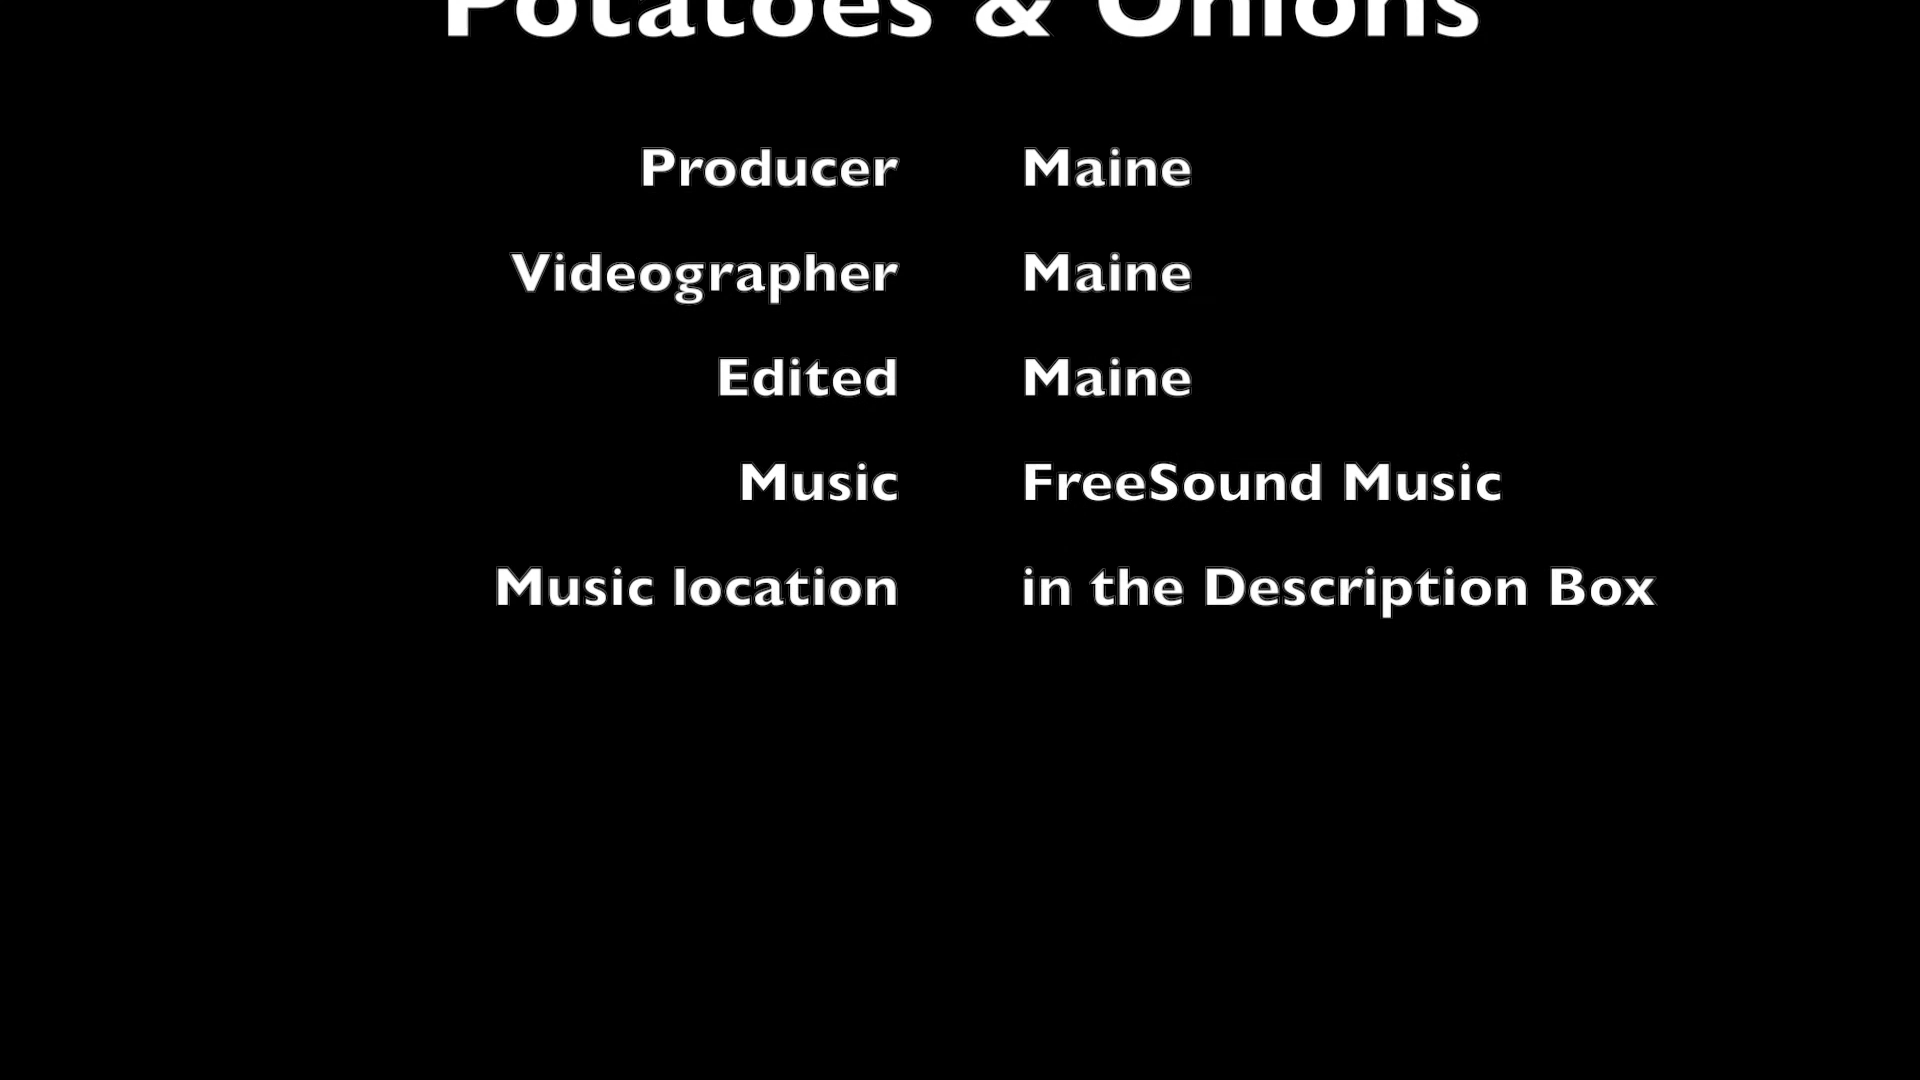 Potatoes & Onions
Producer Maine
Videographer Maine
Edited Maine
Music FreeSound Music
Music location in the Description Box